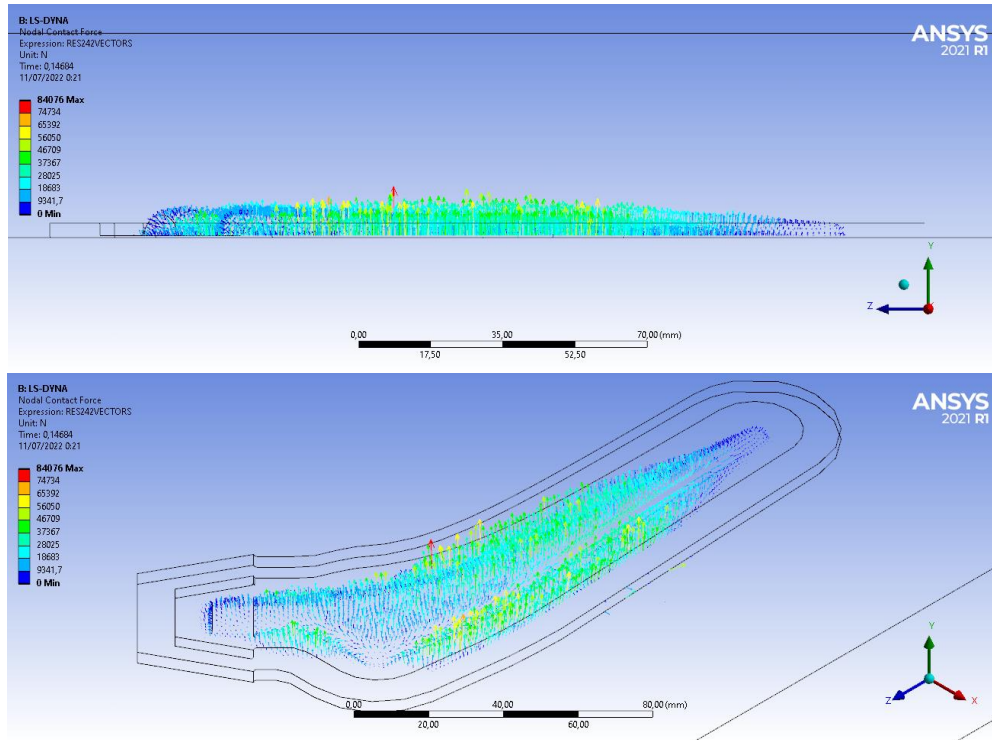 B: LS-DYNA
Nodal Contact Force
Expression: RES242VECTORS
Unit: N
Time: 0,14684
11/07/2022 0:21
84076 Max
74734
65392
56050
46709
37367
28025
18683
9341,7
0 Min
ANSYS
2021 R1
Y
Z
0,00 35,00 70,00 (mm)
17,50 52,50
B: LS-DYNA
Nodal Contact Force
Expression: RES242VECTORS
Unit: N
Time: 0,14684
11/07/2022 0:21
84076 Max
74734
65392
56050
46709
37367
28025
18683
9341,7
0 Min
ANSYS
2021 R1
Y
Z X
0,00 40,00 80,00 (mm)
20,00 60,00